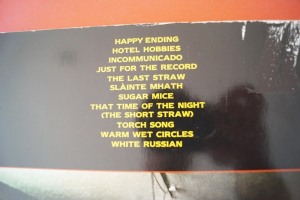 HAPPY ENDING
HOTEL HOBBIES
INCOMMUNICADO
JUST FOR THE RECORD
THE LAST STRAW
SLÀINTE MHATH
SUGAR MICE
THAT TIME OF THE NIGHT
(THE SHORT STRAW)
TORCH SONG
WARM WET CIRCLES
WHITE RUSSIAN